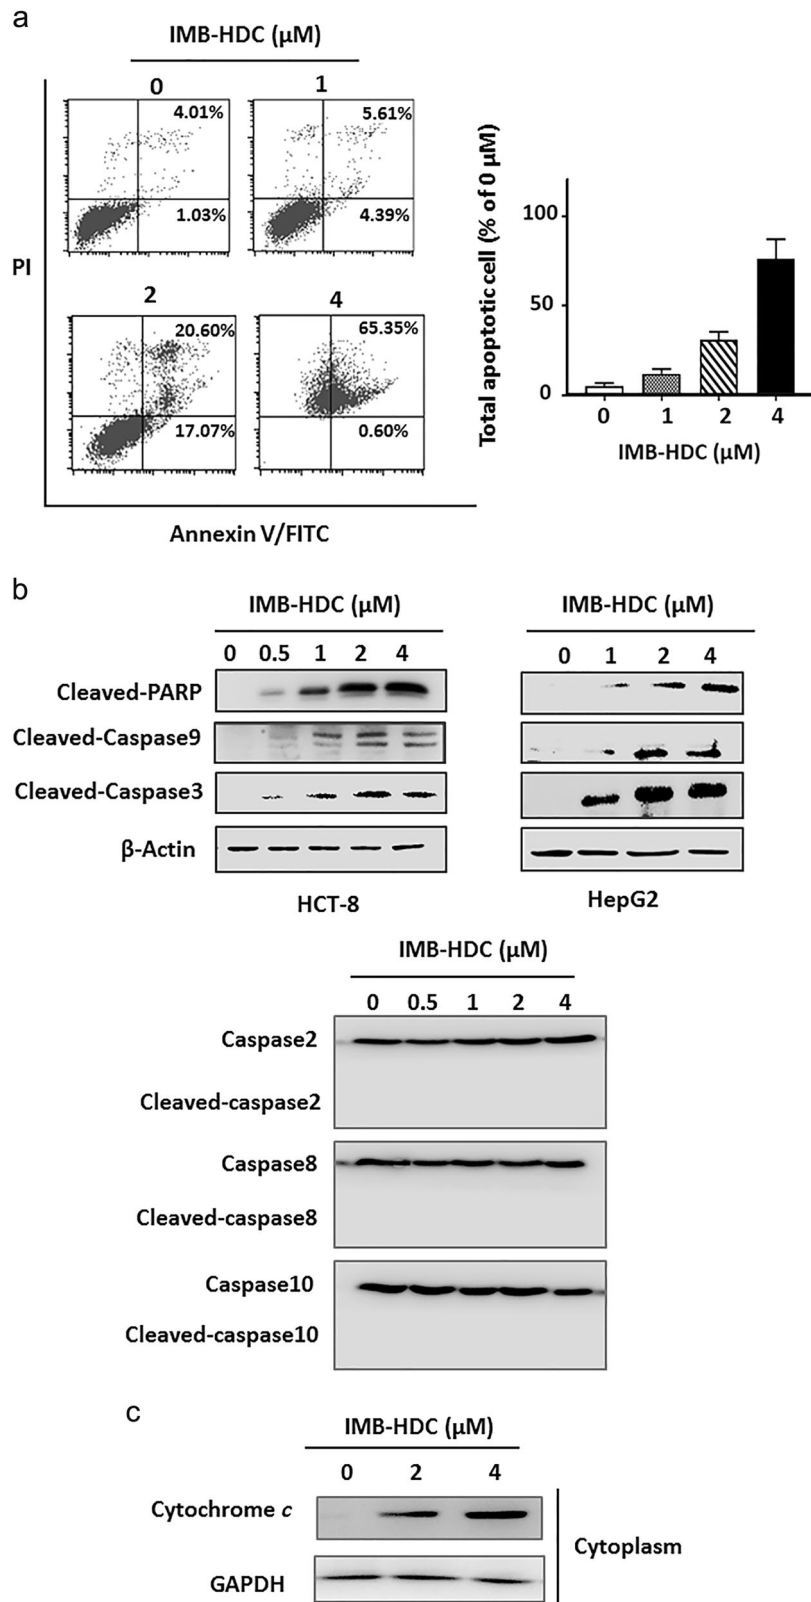 a
IMB-HDC (μM)
0 1
4.01% 5.61%
1.03% 4.39%
PI
2 4
20.60% 65.35%
17.07% 0.60%
Annexin V/FITC
Total apoptotic cell (% of 0 μM)
100
50
0
0 1 2 4
IMB-HDC (μM)
b
IMB-HDC (μM) IMB-HDC (μM)
0 0.5 1 2 4 0 1 2 4
Cleaved-PARP
Cleaved-Caspase9
Cleaved-Caspase3
β-Actin
HCT-8 HepG2
IMB-HDC (μM)
0 0.5 1 2 4
Caspase2
Cleaved-caspase2
Caspase8
Cleaved-caspase8
Caspase10
Cleaved-caspase10
c
IMB-HDC (μM)
0 2 4
Cytochrome c
Cytoplasm
GAPDH